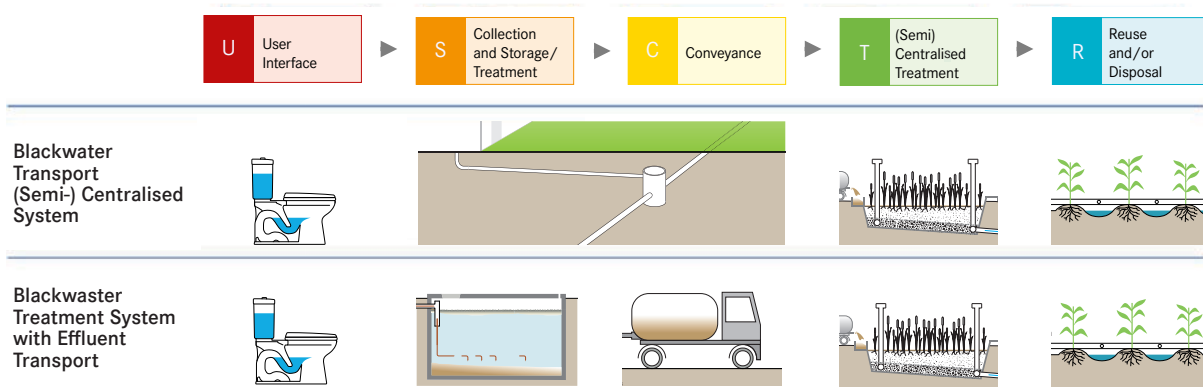 U
User
Interface
S
Collection
and Storage/
Treatment
C
Conveyance
T
(Semi)
Centralised
Treatment
R
Reuse
and/or
Disposal
Blackwater
Transport
(Semi-) Centralised
System
Blackwaster
Treatment System
with Effluent
Transport